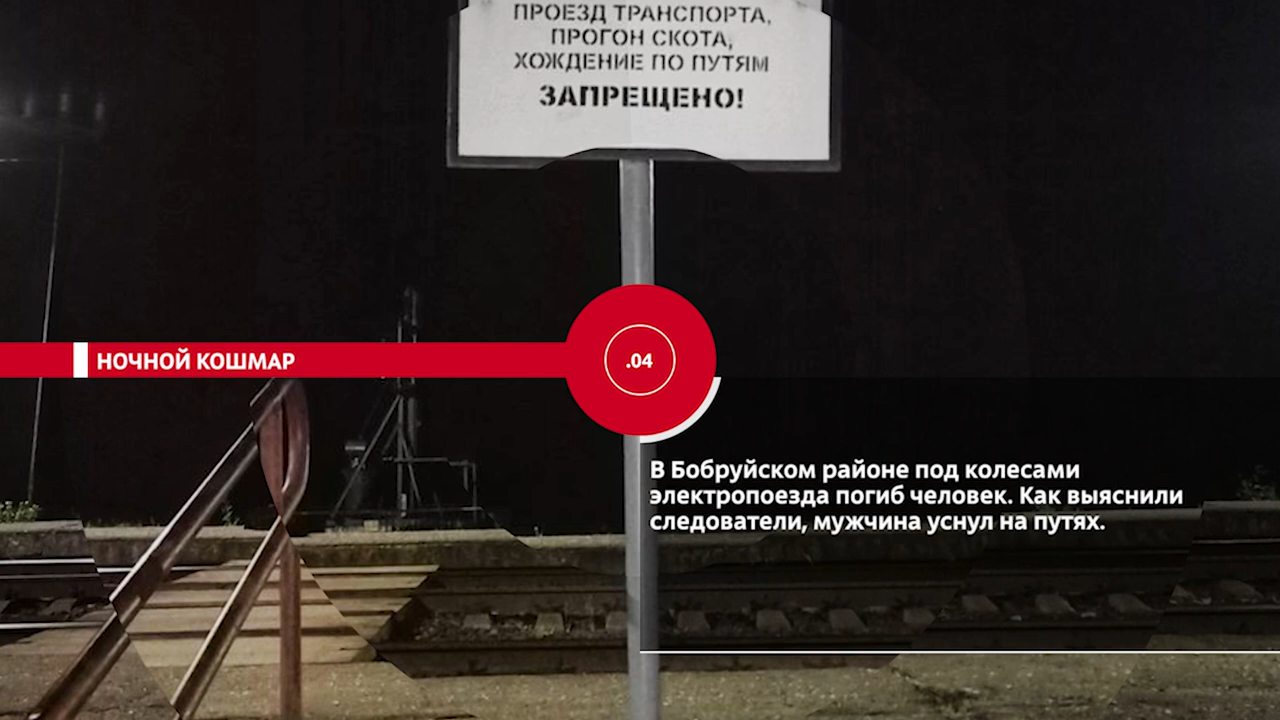 ПРОЕЗД ТРАНСПОРТА,
ПРОГОН СКОТА,
ХОЖДЕНИЕ ПО ПУТЯМ
ЗАПРЕЩЕНО!
НОЧНОЙ КОШМАР
.04
В Бобруйском районе под колесами
электропоезда погиб человек. Как выяснили
следователи, мужчина уснул на путях.